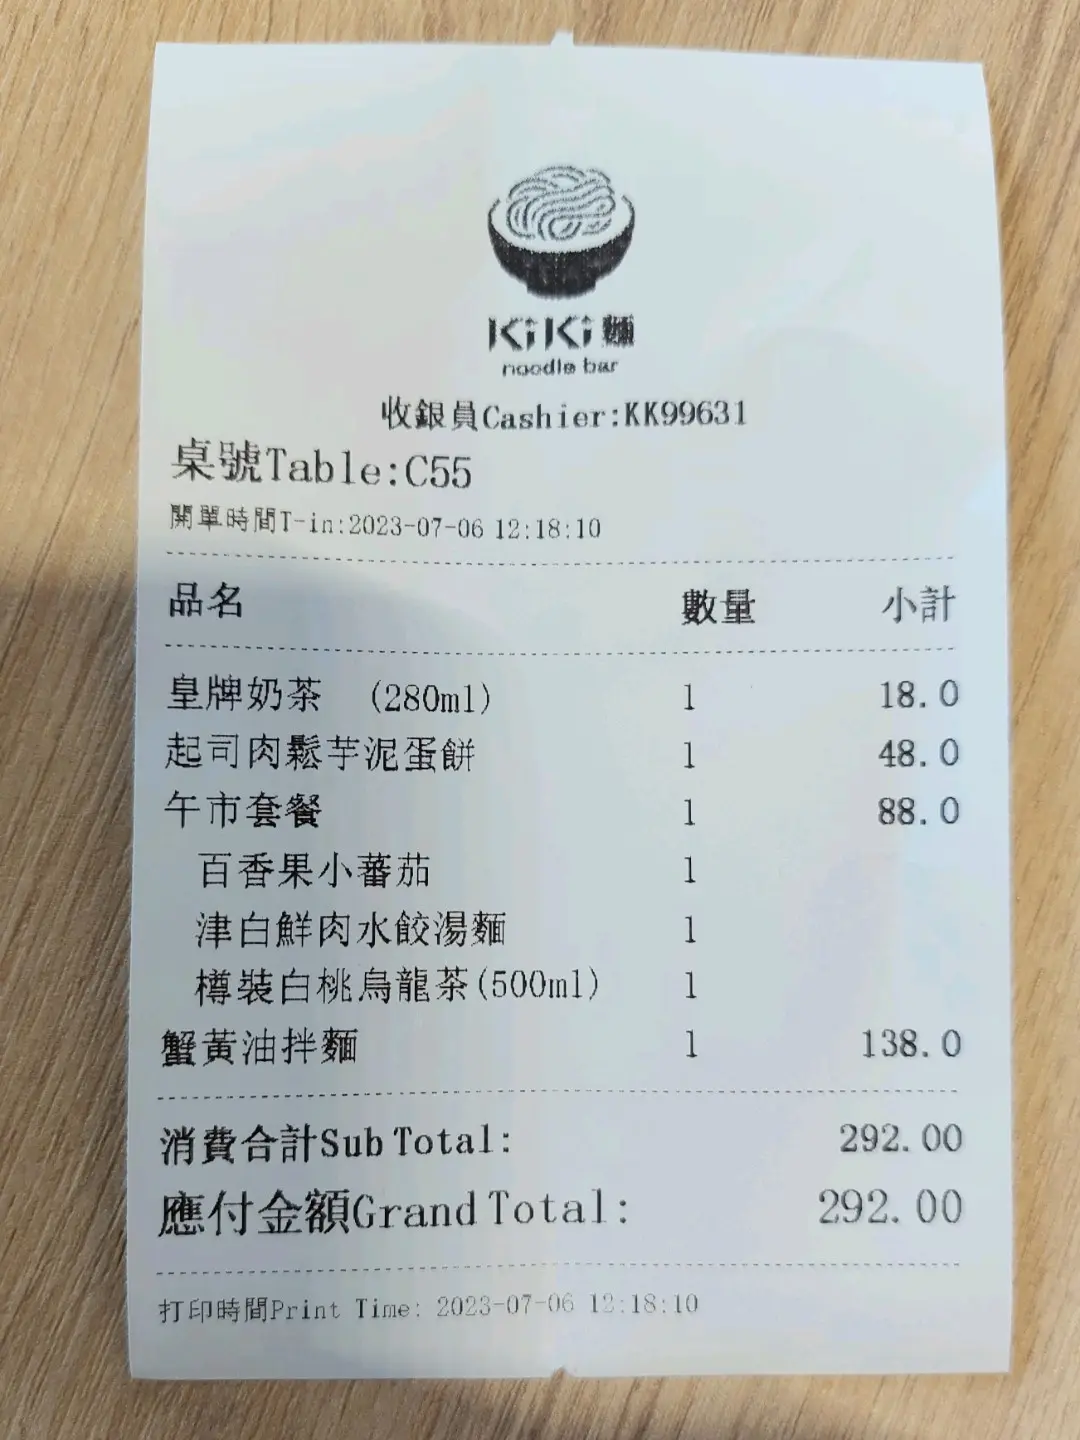 KiKi 麵
noodle bar
收銀員Cashier:KK99631
桌號Table:C55
開單時間T-in:2023-07-06 12:18:10
品名 數量 小計
皇牌奶茶 (280ml) 1 18.0
起司肉鬆芋泥蛋餅 1 48.0
午市套餐 1 88.0
百香果小蕃茄 1
津白鮮肉水餃湯麵 1
樽裝白桃烏龍茶(500ml) 1
蟹黃油拌麵 1 138.0
消費合計Sub Total: 292.00
應付金額Grand Total: 292.00
打印時間Print Time: 2023-07-06 12:18:10